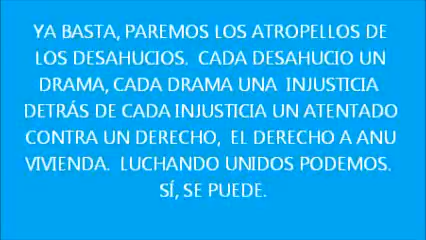 YA BASTA, PAREMOS LOS ATROPELLOS DE
LOS DESAHUCIOS. CADA DESAHUCIO UN
DRAMA, CADA DRAMA UNA INJUSTICIA
DETRÁS DE CADA INJUSTICIA UN ATENTADO
CONTRA UN DERECHO, EL DERECHO A ANU
VIVIENDA. LUCHANDO UNIDOS PODEMOS.
SÍ, SE PUEDE.